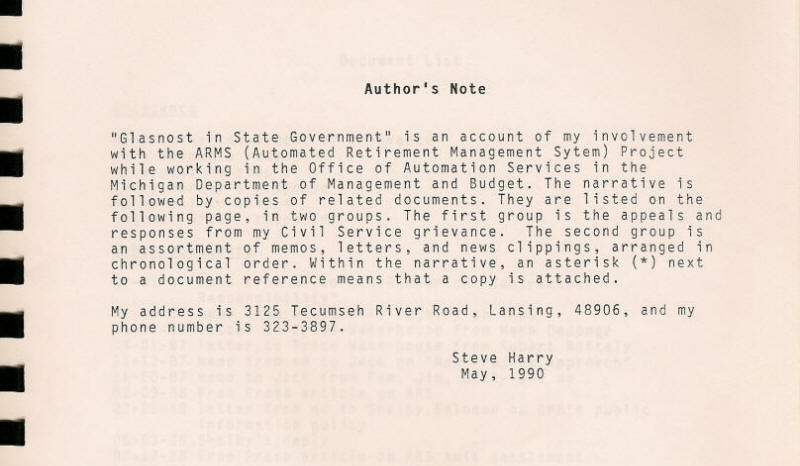 Author's Note
"Glasnost in State Government" is an account of my involvement
with the ARMS (Automated Retirement Management Sytem) Project
while working in the Office of Automation Services in the
Michigan Department of Management and Budget. The narrative is
followed by copies of related documents. They are listed on the
following page, in two groups. The first group is the appeals and
responses from my Civil Service grievance.  The second group is
an assortment of memos, letters, and news clippings, arranged in
chronological order. Within the narrative, an asterisk (*) next
to a document reference means that a copy is attached.
My address is 3125 Tecumseh River Road, Lansing, 48906, and my
phone number is 323-3897.
Steve Harry
May, 1990